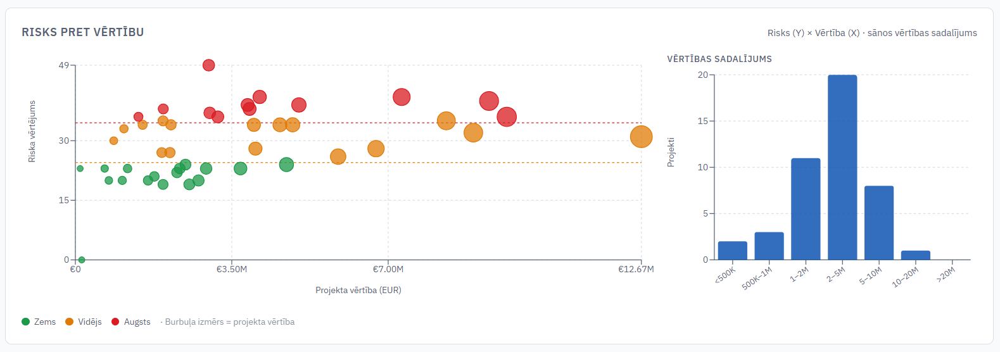 RISKS PRET VĒRTĪBU
Risks (Y) × Vērtība (X) · sānos vērtības sadalījums
VĒRTĪBAS SADALĪJUMS
49
30
15
0
Riska vērtējums
€0
€3.50M
€7.00M
€12.67M
Projekta vērtība (EUR)
20
15
10
5
0
Projekti
<500K
500K–1M
1–2M
2–5M
5–10M
10–20M
>20M
Zems
Vidējs
Augsts
· Burbuļa izmērs = projekta vērtība